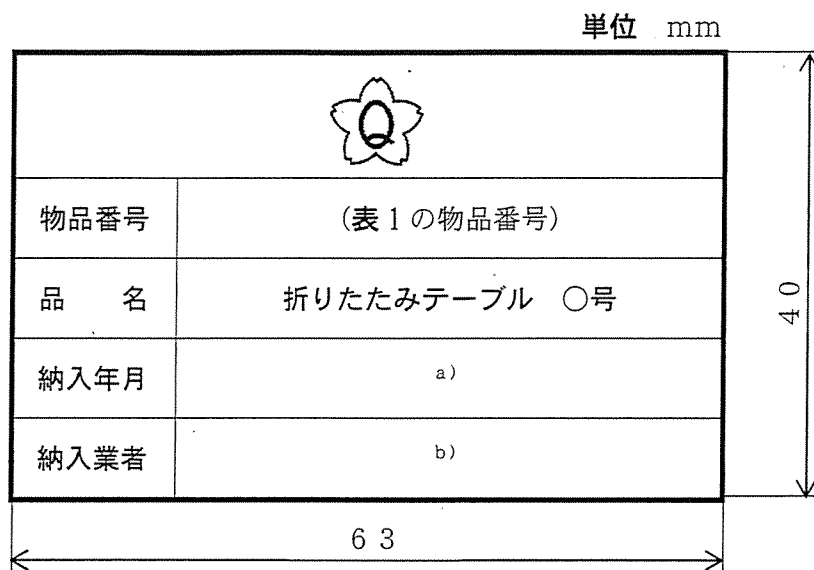 単位 mm
Q
物品番号 (表1の物品番号)
品 名 折りたたみテーブル ○号
納入年月 a)
納入業者 b)
40
63